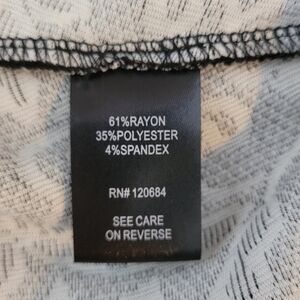 61%RAYON
35%POLYESTER
4%SPANDEX
RN# 120684
SEE CARE
ON REVERSE